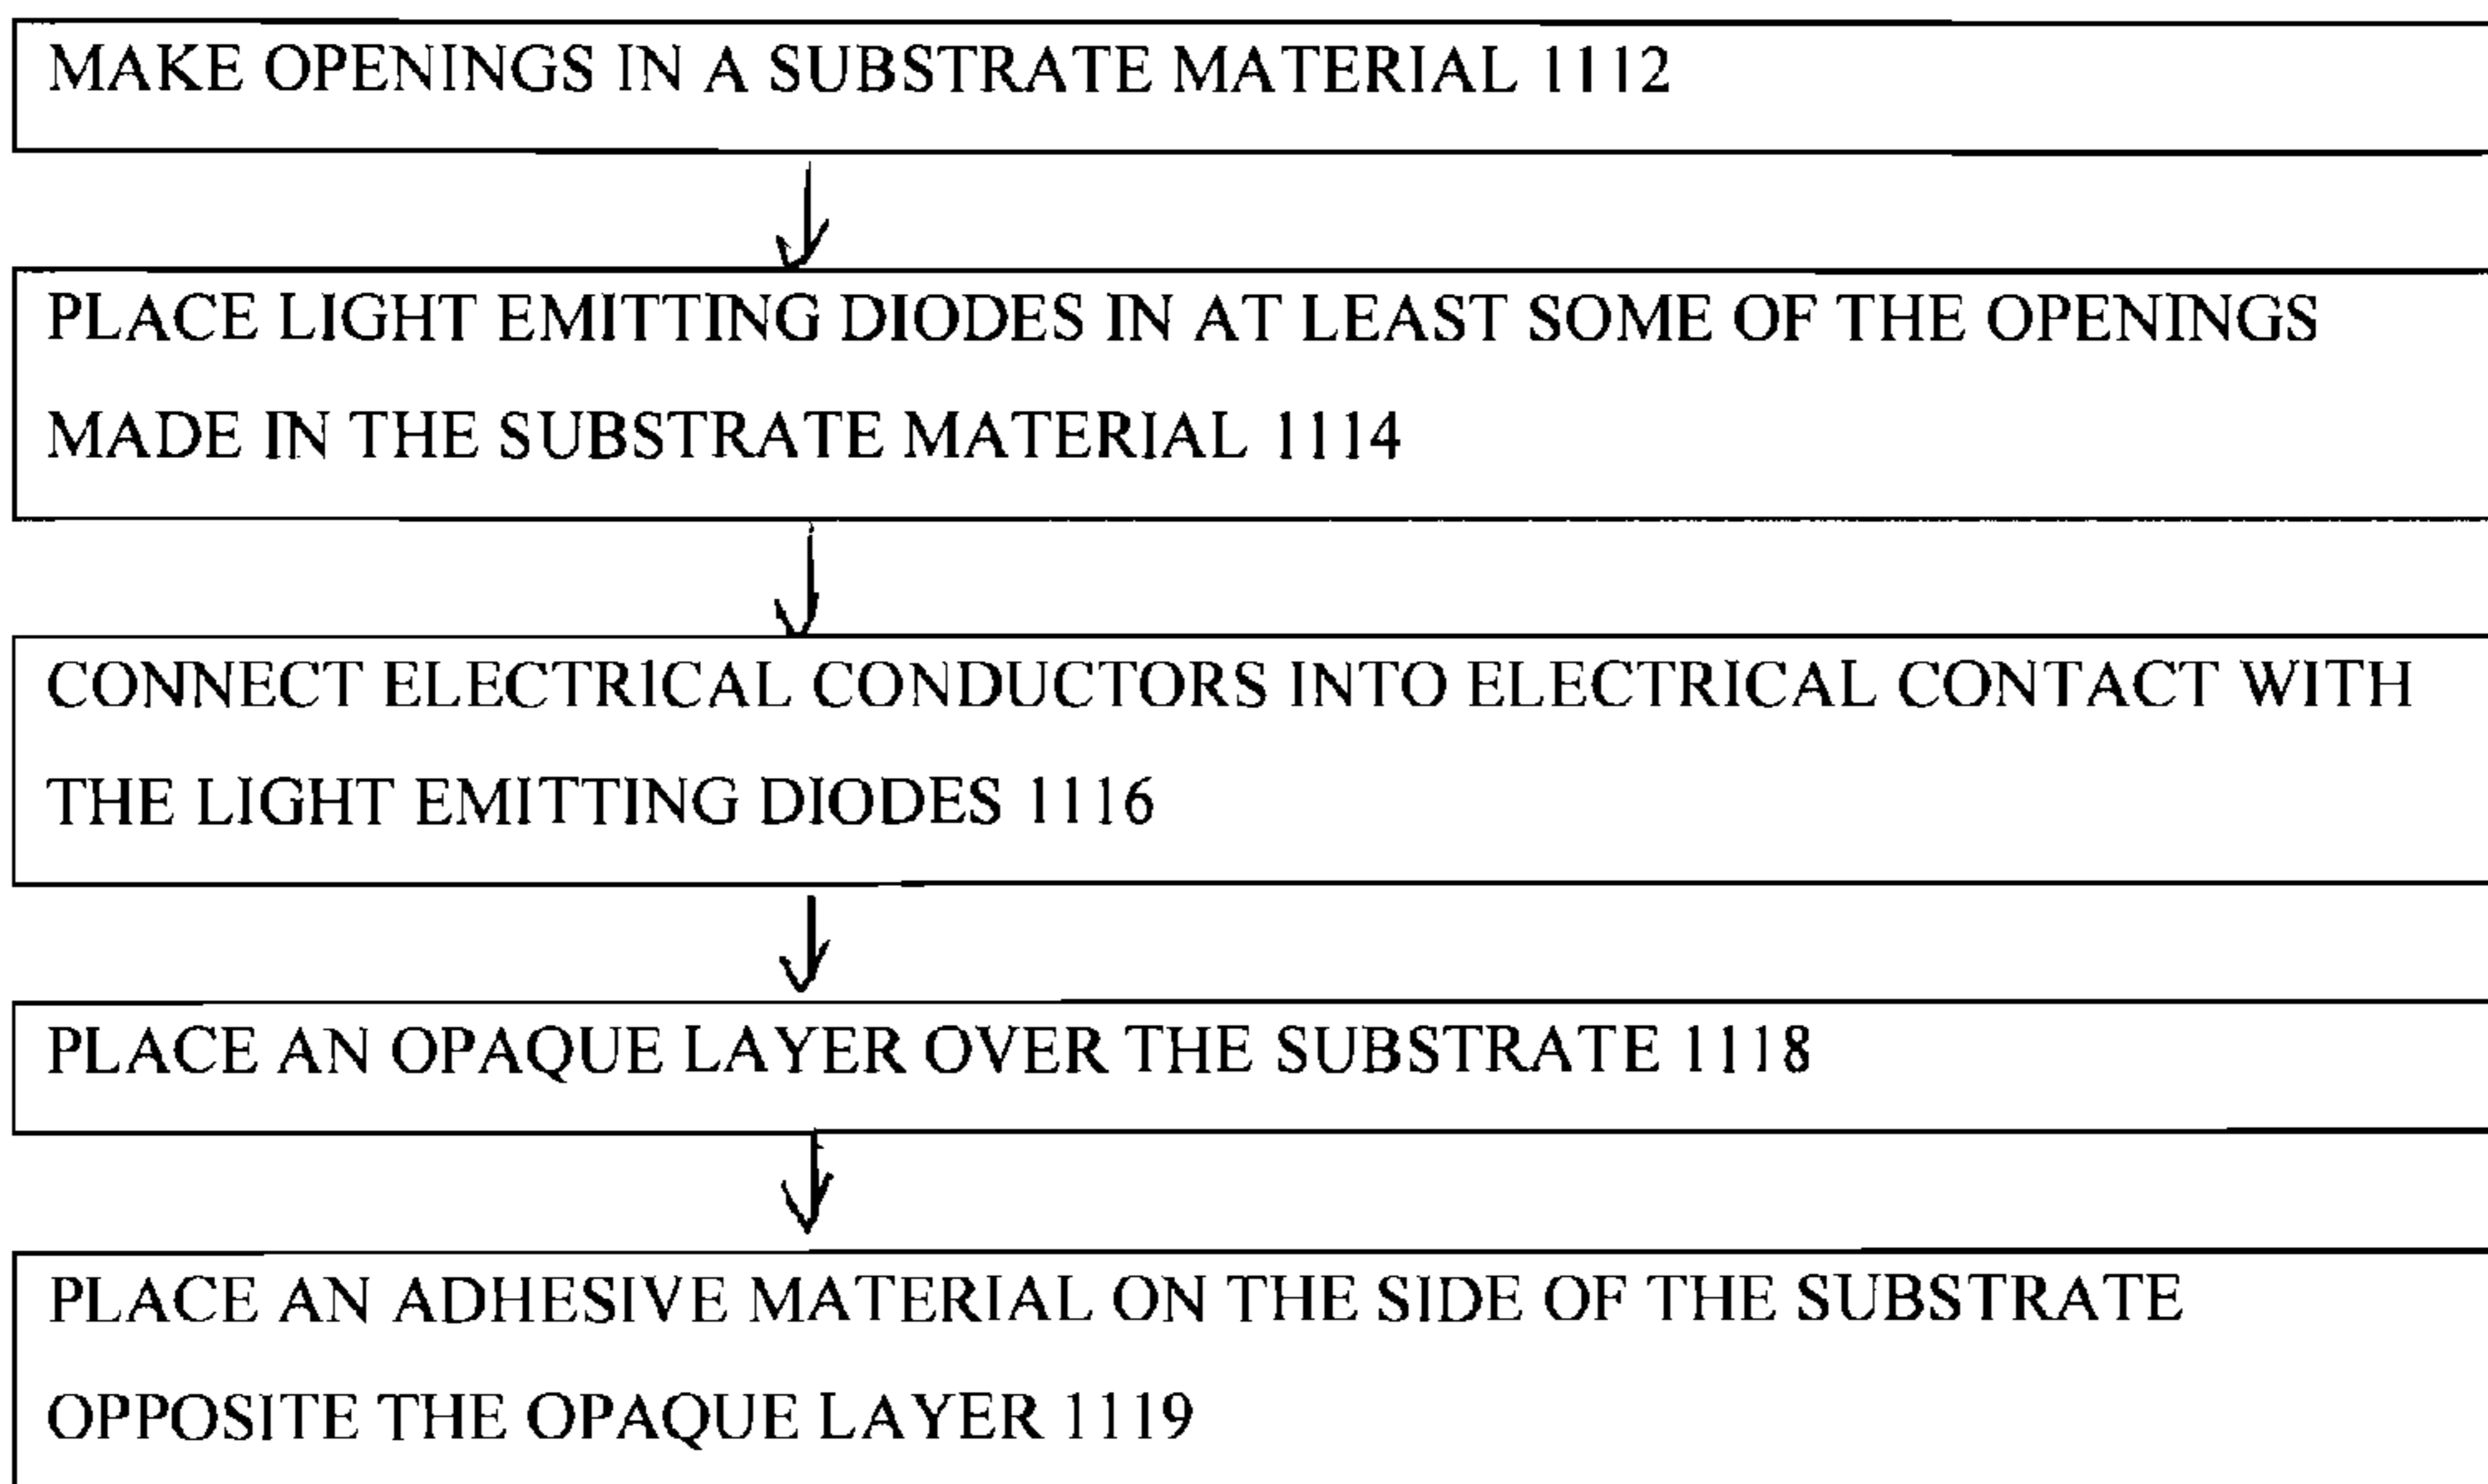 MAKE OPENINGS IN A SUBSTRATE MATERIAL 1112
PLACE LIGHT EMITTING DIODES IN AT LEAST SOME OF THE OPENINGS
MADE IN THE SUBSTRATE MATERIAL 1114
CONNECT ELECTRICAL CONDUCTORS INTO ELECTRICAL CONTACT WITH
THE LIGHT EMITTING DIODES 1116
PLACE AN OPAQUE LAYER OVER THE SUBSTRATE 1118
PLACE AN ADHESIVE MATERIAL ON THE SIDE OF THE SUBSTRATE
OPPOSITE THE OPAQUE LAYER 1119